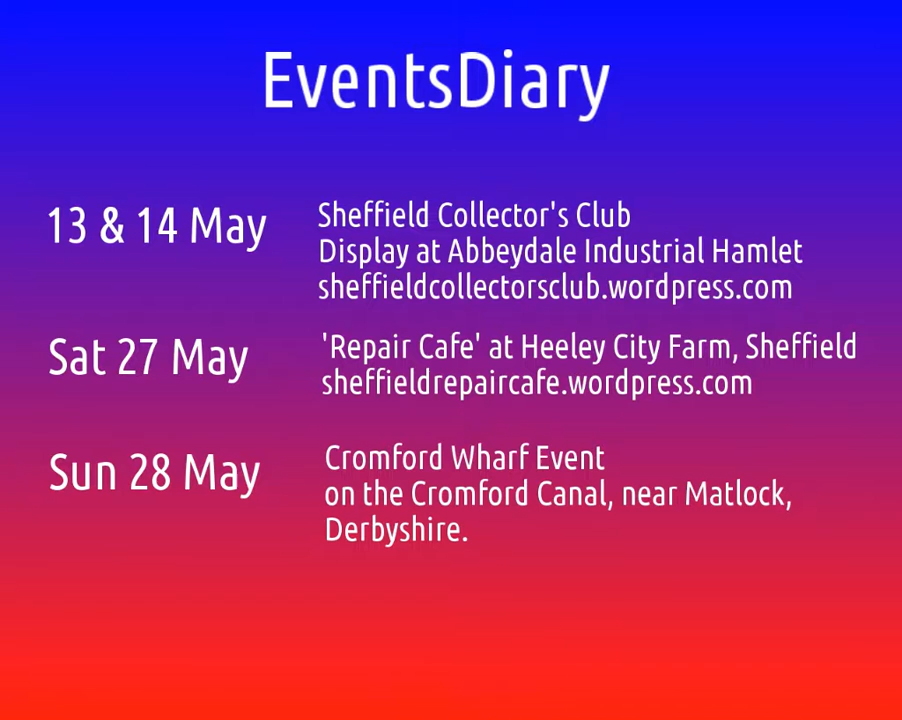 EventsDiary
13 & 14 May
Sheffield Collector's Club
Display at Abbeydale Industrial Hamlet
sheffieldcollectorsclub.wordpress.com
Sat 27 May
'Repair Cafe' at Heeley City Farm, Sheffield
sheffieldrepaircafe.wordpress.com
Sun 28 May
Cromford Wharf Event
on the Cromford Canal, near Matlock,
Derbyshire.